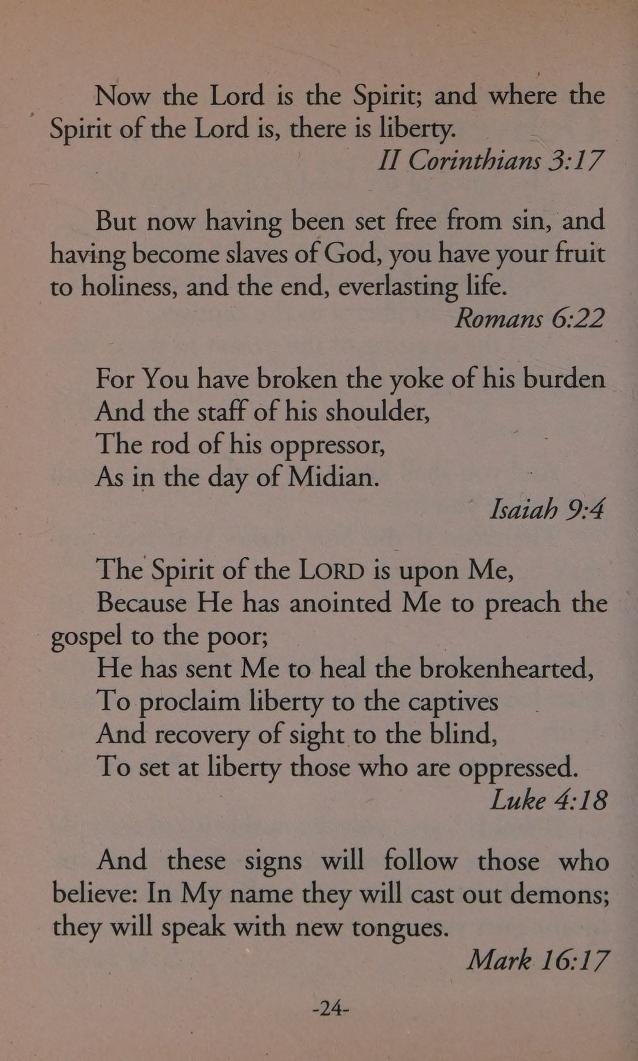 Now the Lord is the Spirit; and where the
Spirit of the Lord is, there is liberty.
II Corinthians 3:17
But now having been set free from sin, and
having become slaves of God, you have your fruit
to holiness, and the end, everlasting life.
Romans 6:22
For You have broken the yoke of his burden
And the staff of his shoulder,
The rod of his oppressor,
As in the day of Midian.
Isaiah 9:4
The Spirit of the LORD is upon Me,
Because He has anointed Me to preach the
gospel to the poor;
He has sent Me to heal the brokenhearted,
To proclaim liberty to the captives
And recovery of sight to the blind,
To set at liberty those who are oppressed.
Luke 4:18
And these signs will follow those who
believe: In My name they will cast out demons;
they will speak with new tongues.
Mark 16:17
-24-